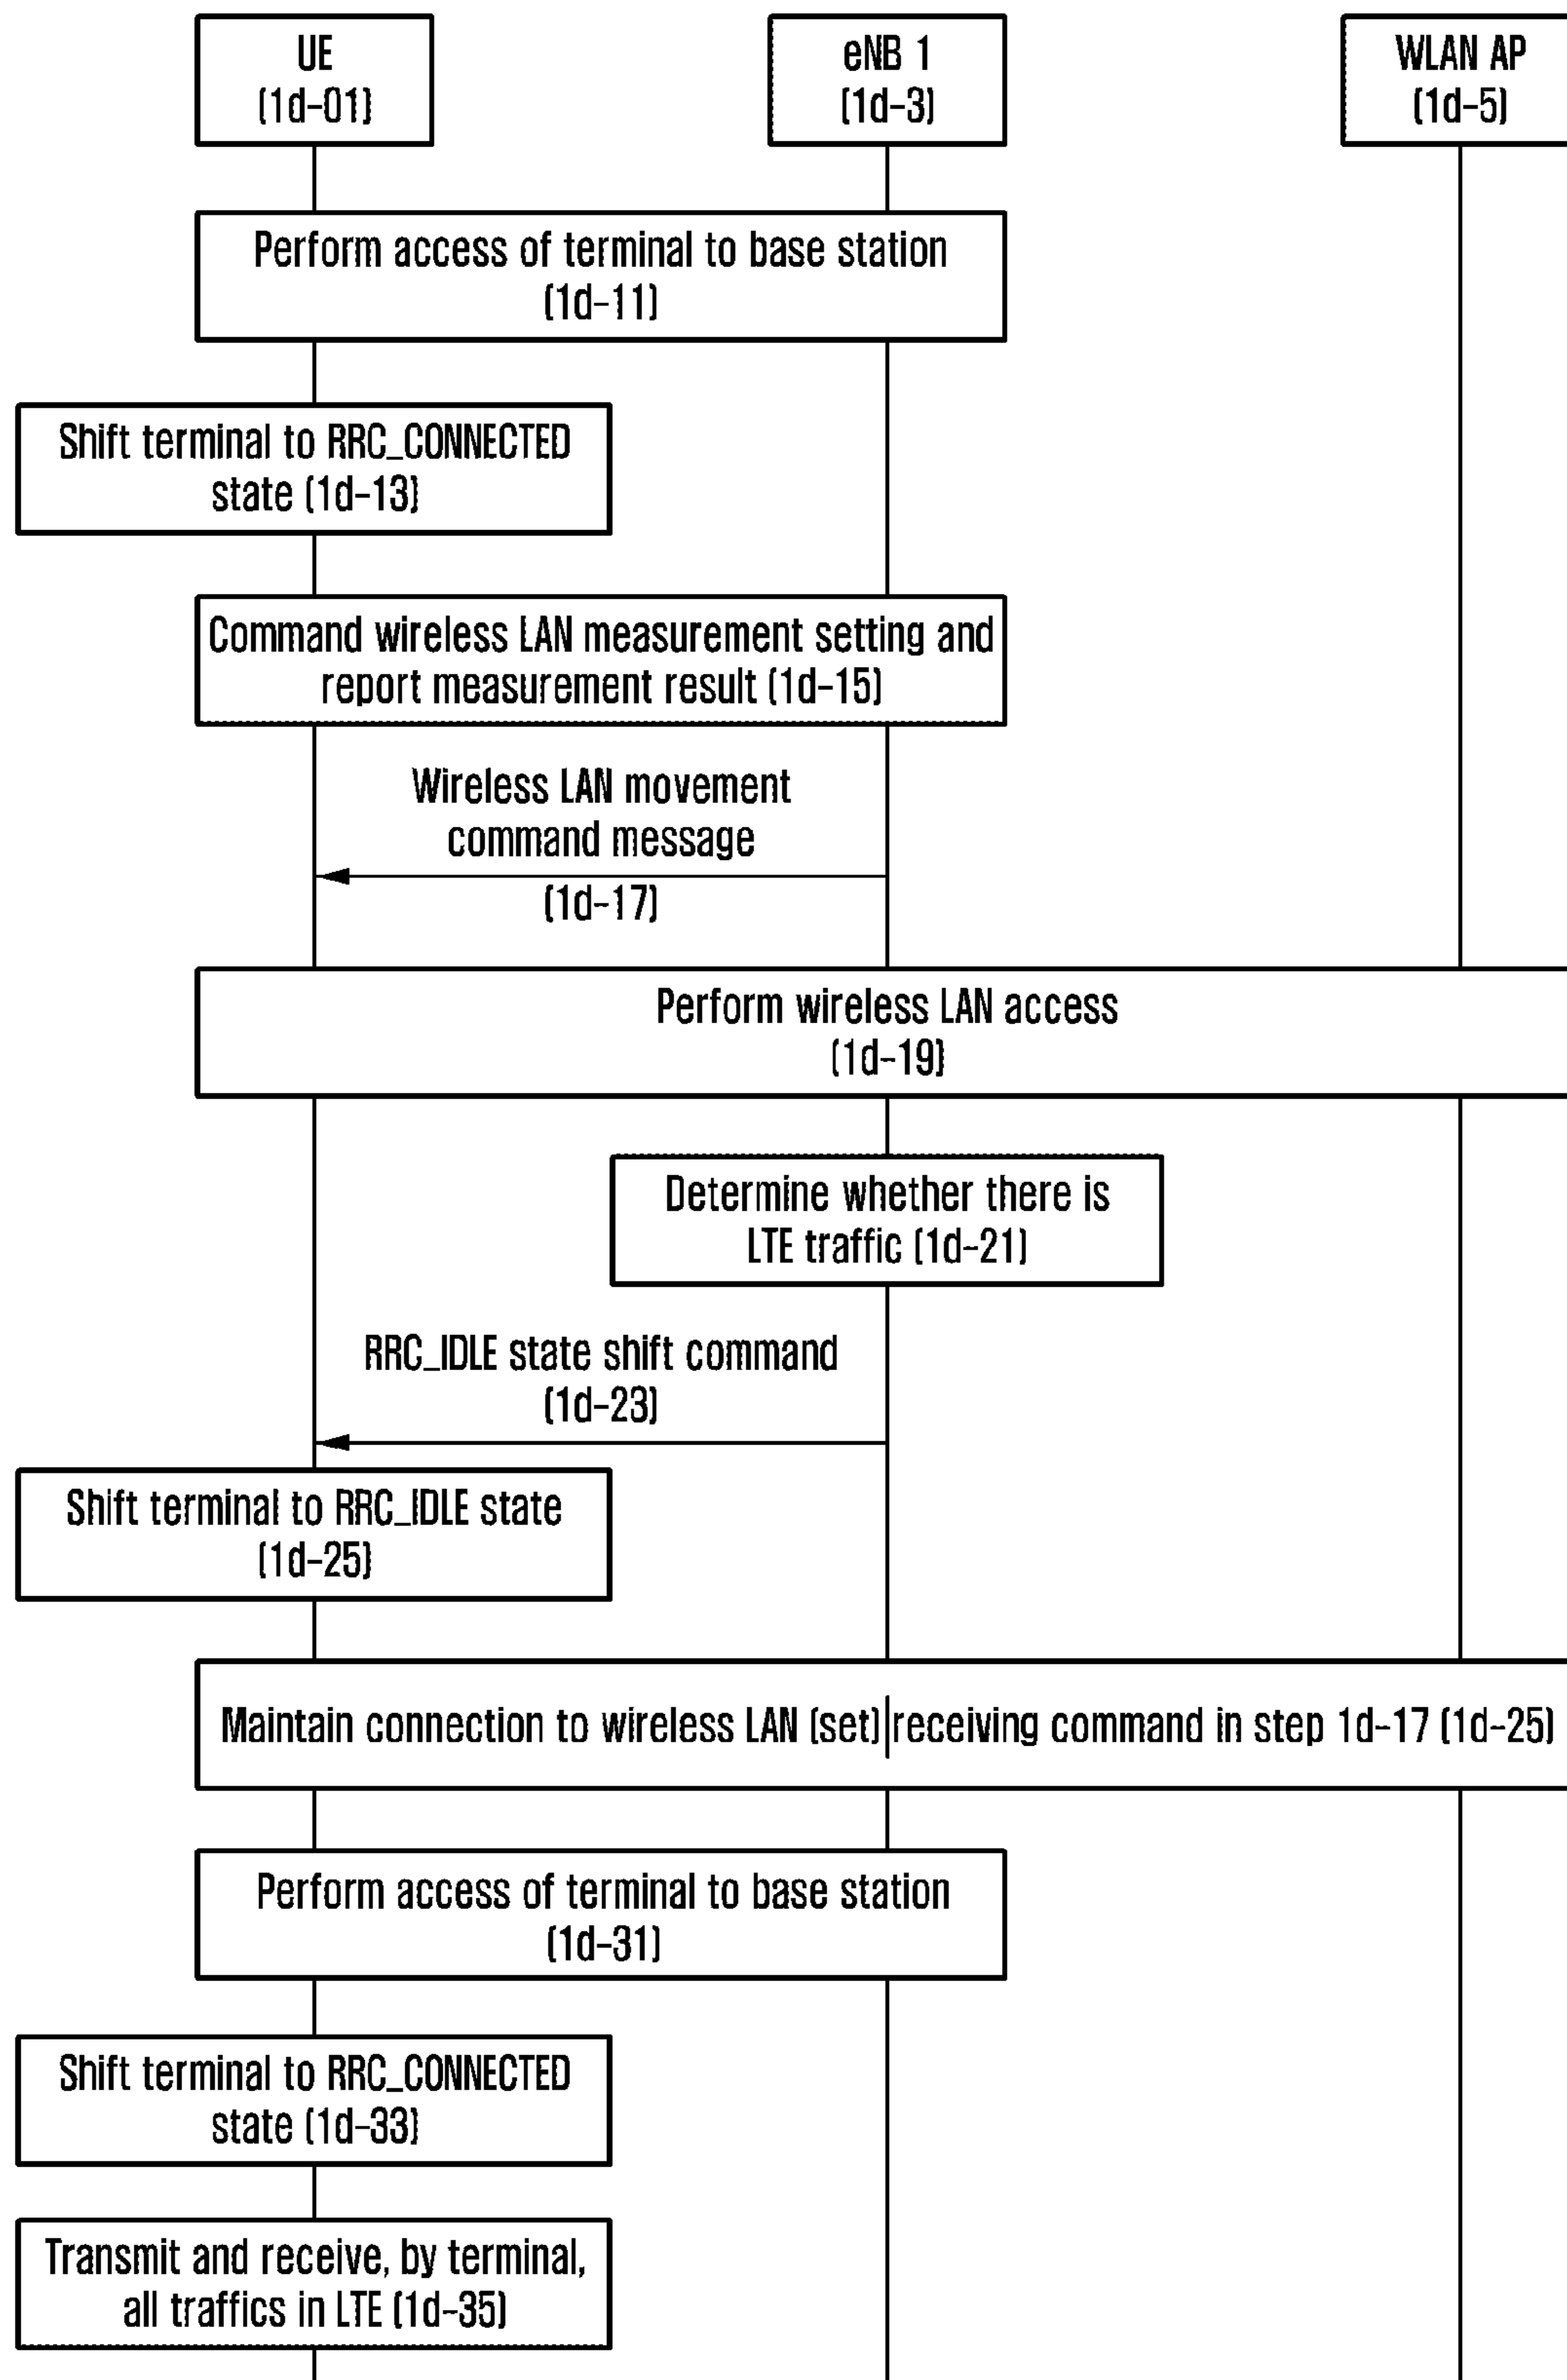 UE
(1d-01)
eNB 1
(1d-3)
WLAN AP
(1d-5)
Perform access of terminal to base station
(1d-11)
Shift terminal to RRC_CONNECTED
state (1d-13)
Command wireless LAN measurement setting and
report measurement result (1d-15)
Wireless LAN movement
command message
(1d-17)
Perform wireless LAN access
(1d-19)
Determine whether there is
LTE traffic (1d-21)
RRC_IDLE state shift command
(1d-23)
Shift terminal to RRC_IDLE state
(1d-25)
Maintain connection to wireless LAN (set) receiving command in step 1d-17 (1d-25)
Perform access of terminal to base station
(1d-31)
Shift terminal to RRC_CONNECTED
state (1d-33)
Transmit and receive, by terminal,
all traffics in LTE (1d-35)